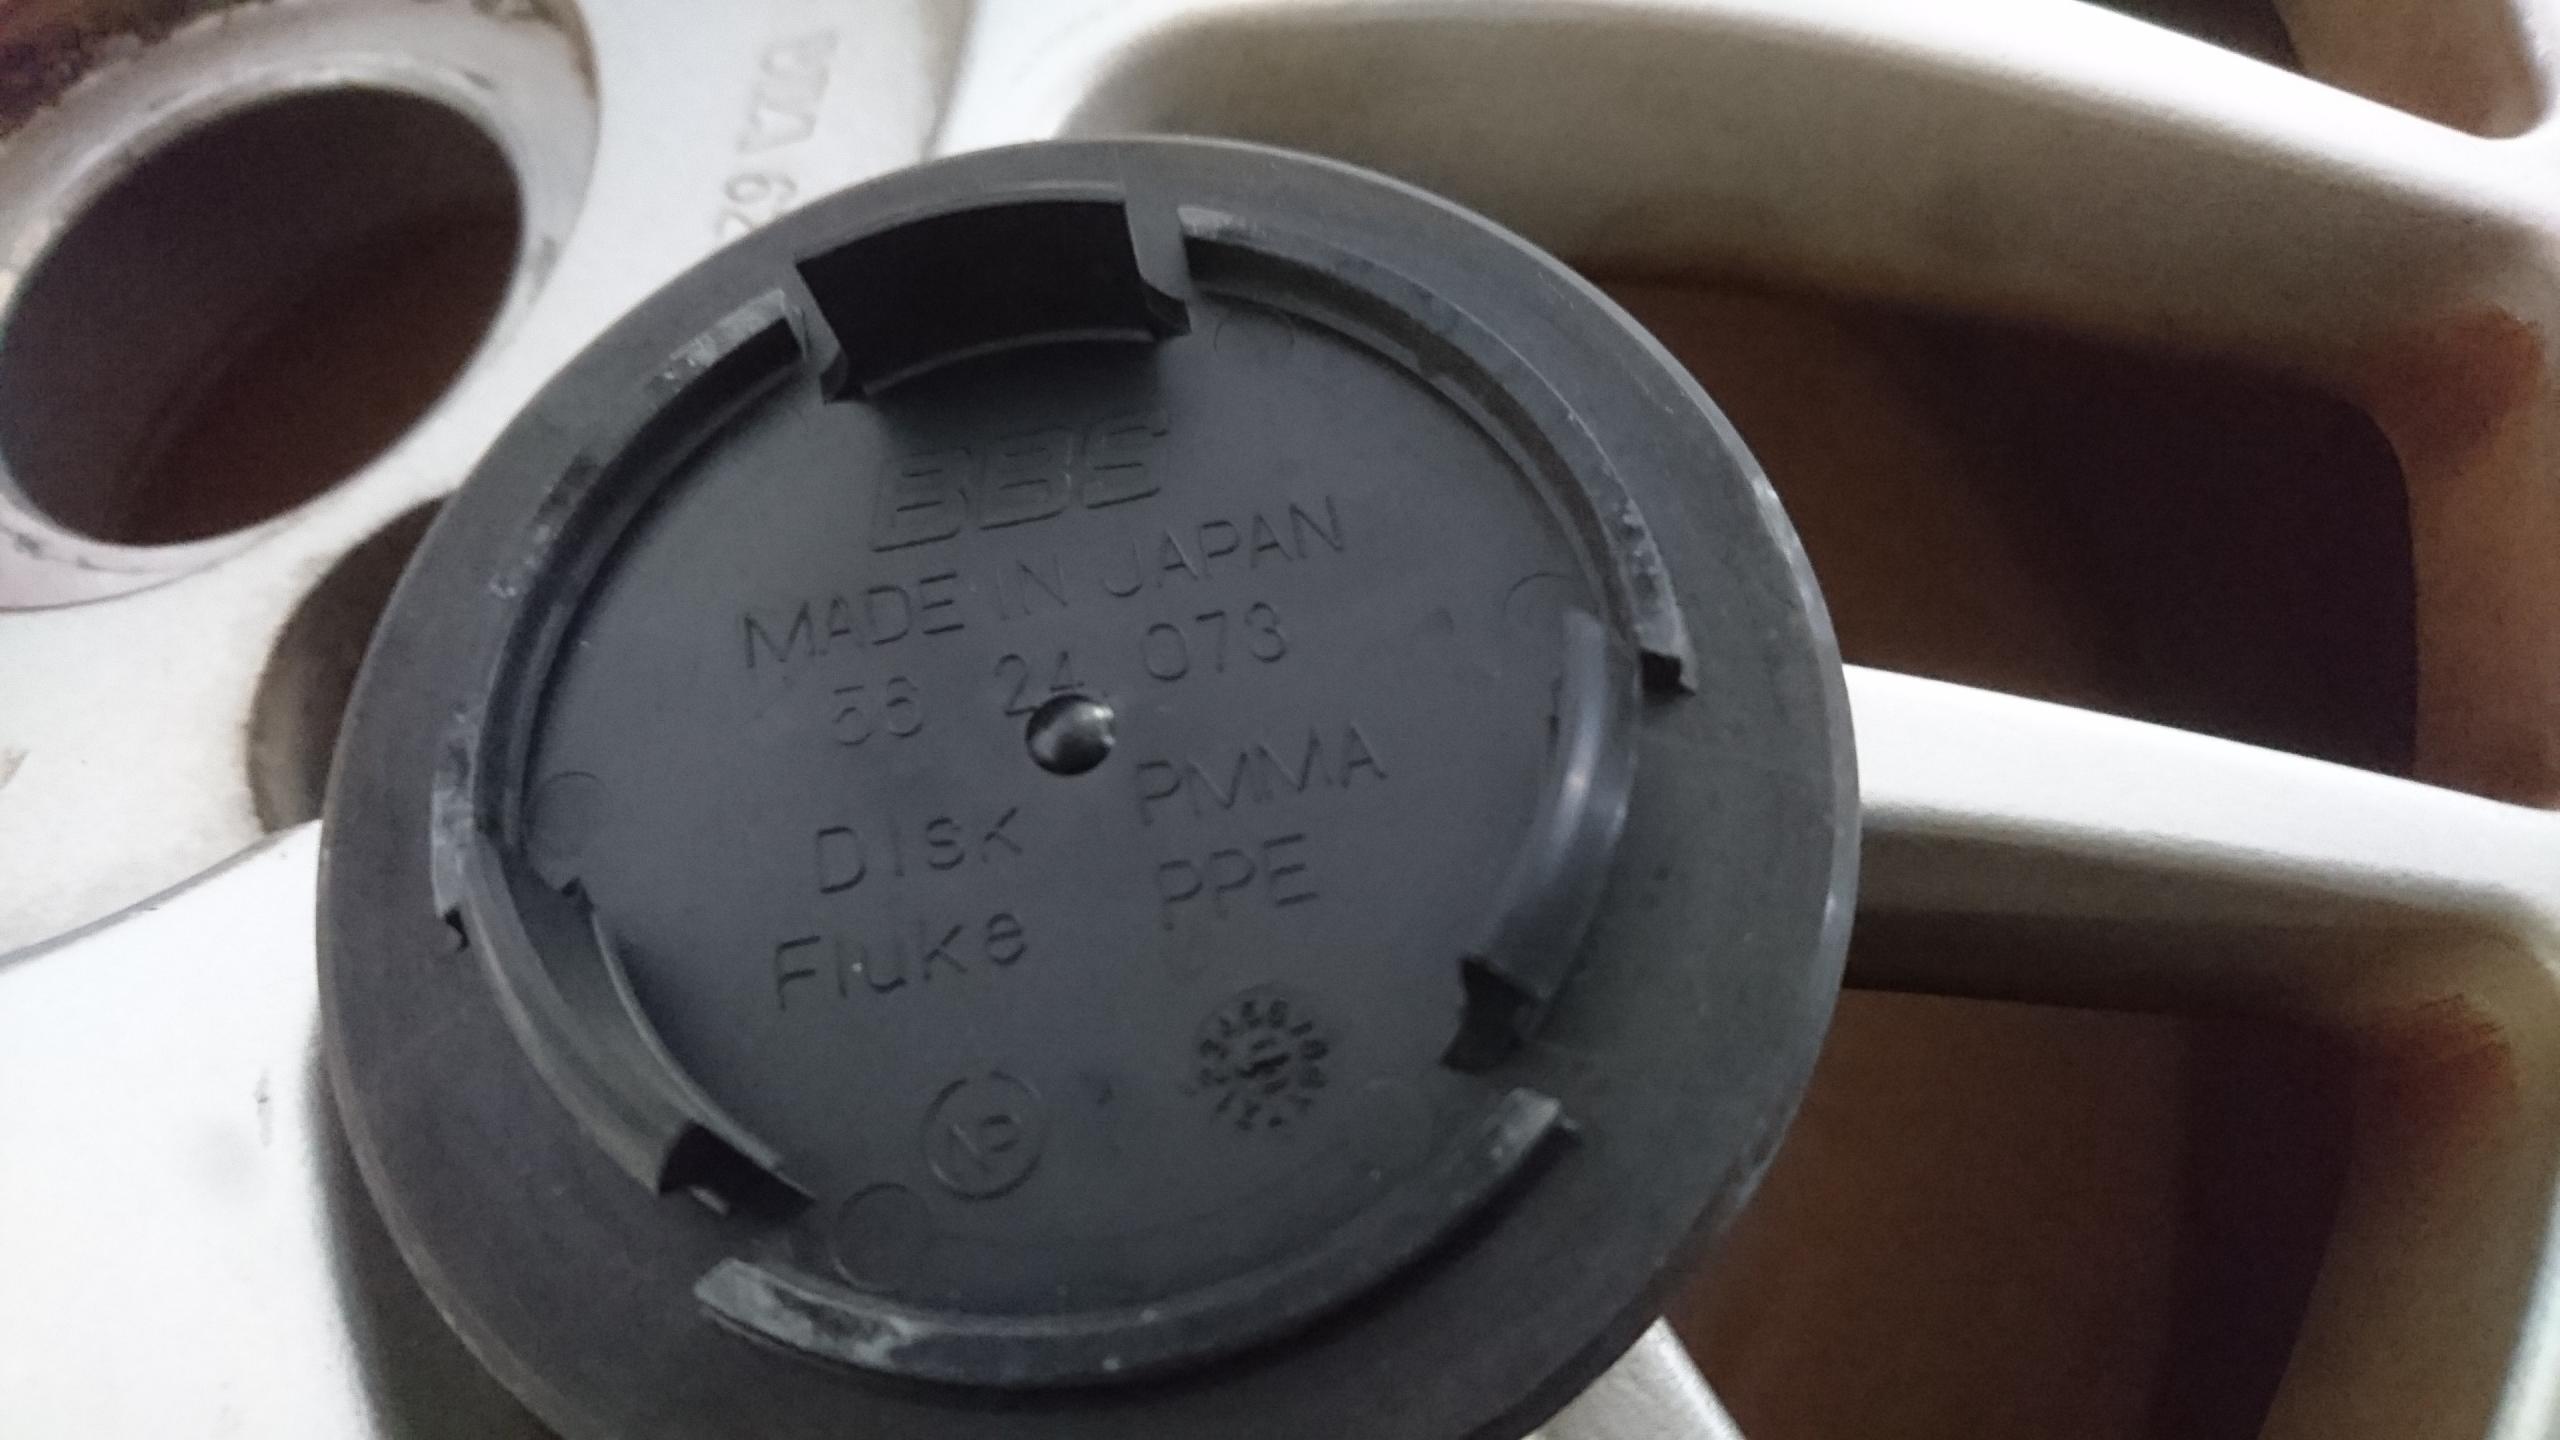 BBS
MADE IN JAPAN
56 24 073
Disk PMMA
Fluke PPE